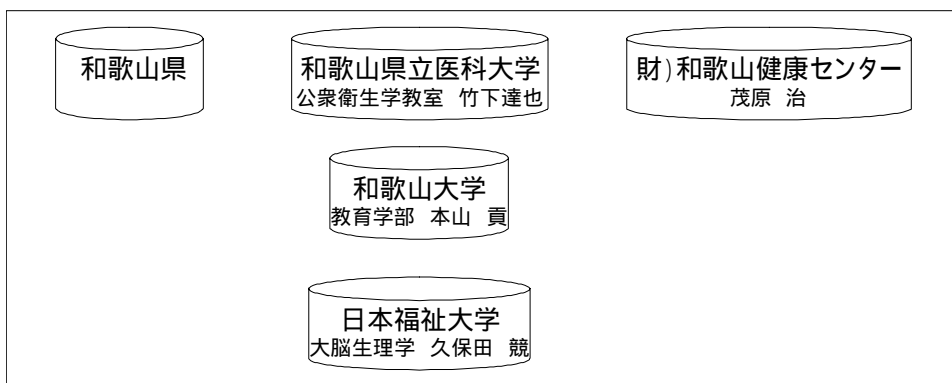 和歌山県
和歌山県立医科大学
公衆衛生学教室 竹下達也
財)和歌山健康センター
茂原 治
和歌山大学
教育学部 本山 貢
日本福祉大学
大脳生理学 久保田 競